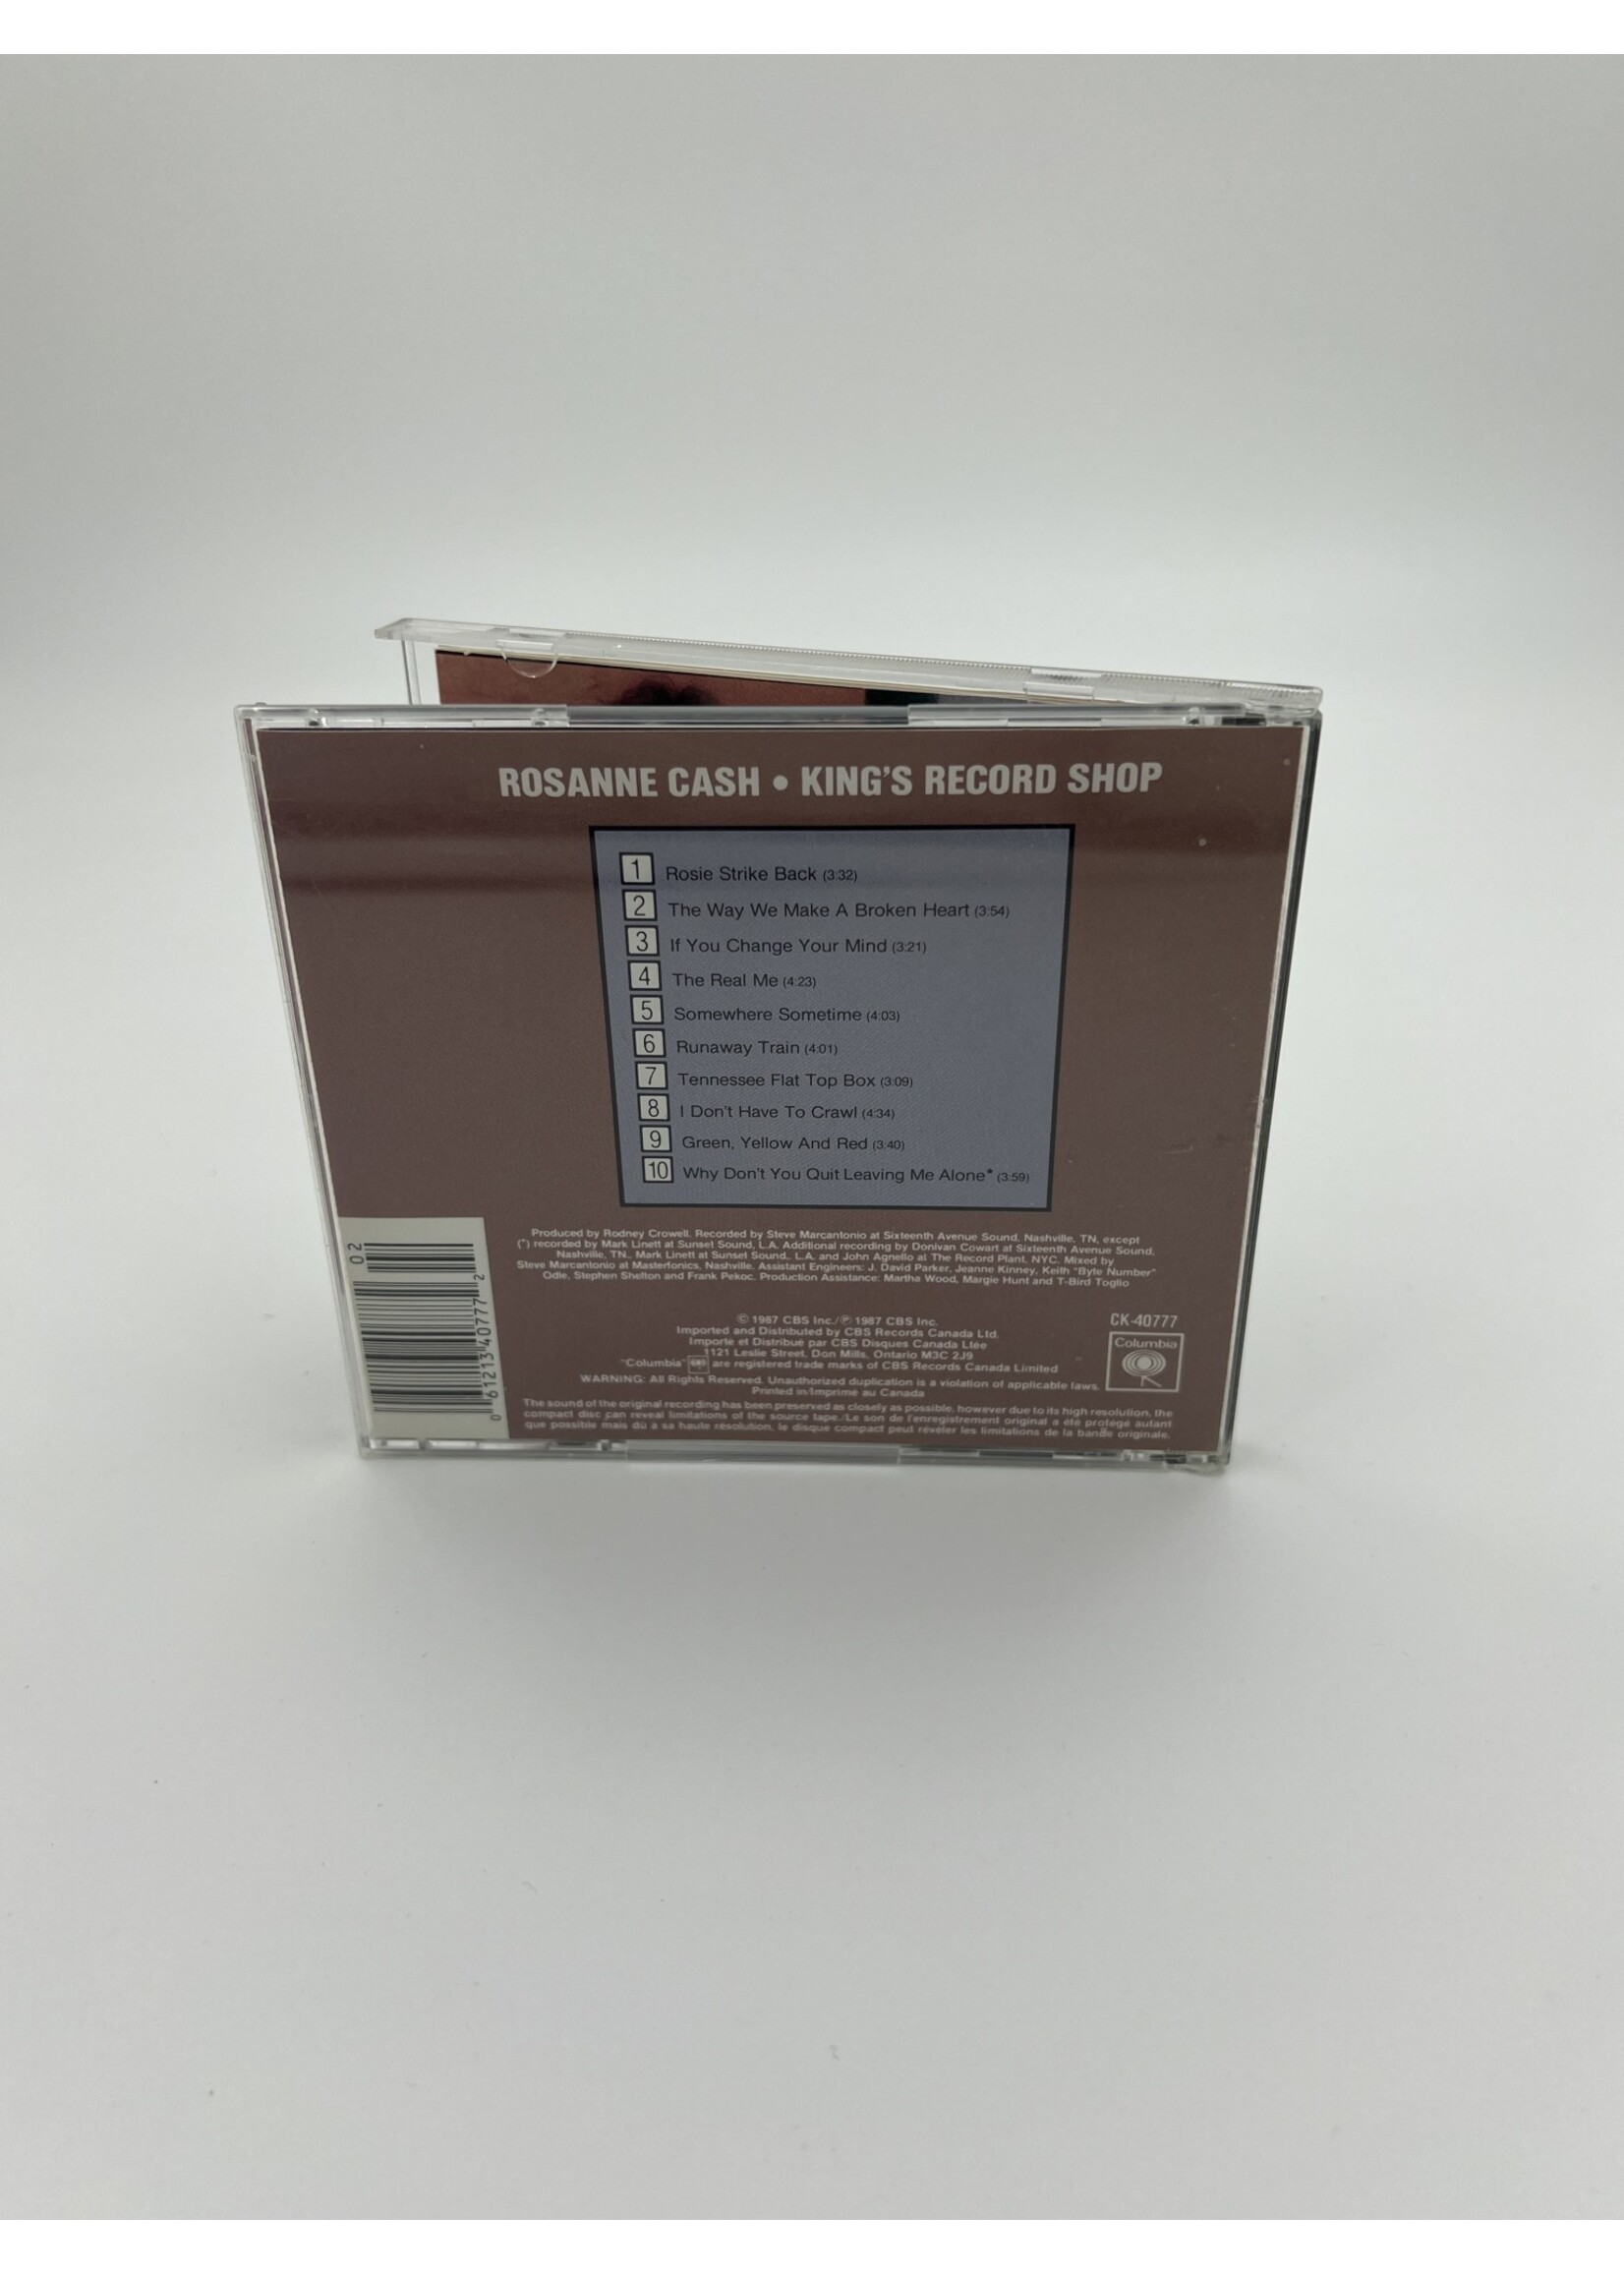 ROSANNE CASH • KING'S RECORD SHOP
1 Rosie Strike Back (3:32)
2 The Way We Make A Broken Heart (3:54)
3 If You Change Your Mind (3:21)
4 The Real Me (4:23)
5 Somewhere Sometime (4:03)
6 Runaway Train (4:01)
7 Tennessee Flat Top Box (3:09)
8 I Don't Have To Crawl (4:34)
9 Green, Yellow And Red (3:40)
10 Why Don't You Quit Leaving Me Alone* (3:59)
Produced by Rodney Crowell. Recorded by Steve Marcantonio at Sixteenth Avenue Sound, Nashville, TN, except
(*) recorded by Mark Linett at Sunset Sound, L.A. Additional recording by Donivan Cowart at Sixteenth Avenue Sound,
Nashville, TN., Mark Linett at Sunset Sound, L.A. and John Agnello at The Record Plant, NYC. Mixed by
Steve Marcantonio at Masterfonics, Nashville. Assistant Engineers: J. David Parker, Jeanne Kinney, Keith "Byte Number"
Odle, Stephen Shelton and Frank Pekoc. Production Assistance: Martha Wood, Margie Hunt and T-Bird Toglio
02
0 61213 40777 2
© 1987 CBS Inc./℗ 1987 CBS Inc.
Imported and Distributed by CBS Records Canada Ltd.
Importé et Distribué par CBS Disques Canada Ltée
1121 Leslie Street, Don Mills, Ontario M3C 2J9
"Columbia" CBS are registered trade marks of CBS Records Canada Limited
WARNING: All Rights Reserved. Unauthorized duplication is a violation of applicable laws.
Printed in/Imprimé au Canada
CK-40777
Columbia
The sound of the original recording has been preserved as closely as possible, however due to its high resolution, the
compact disc can reveal limitations of the source tape./Le son de l'enregistrement original a été protégé autant
que possible mais dû à sa haute résolution, le disque compact peut révéler les limitations de la bande originale.